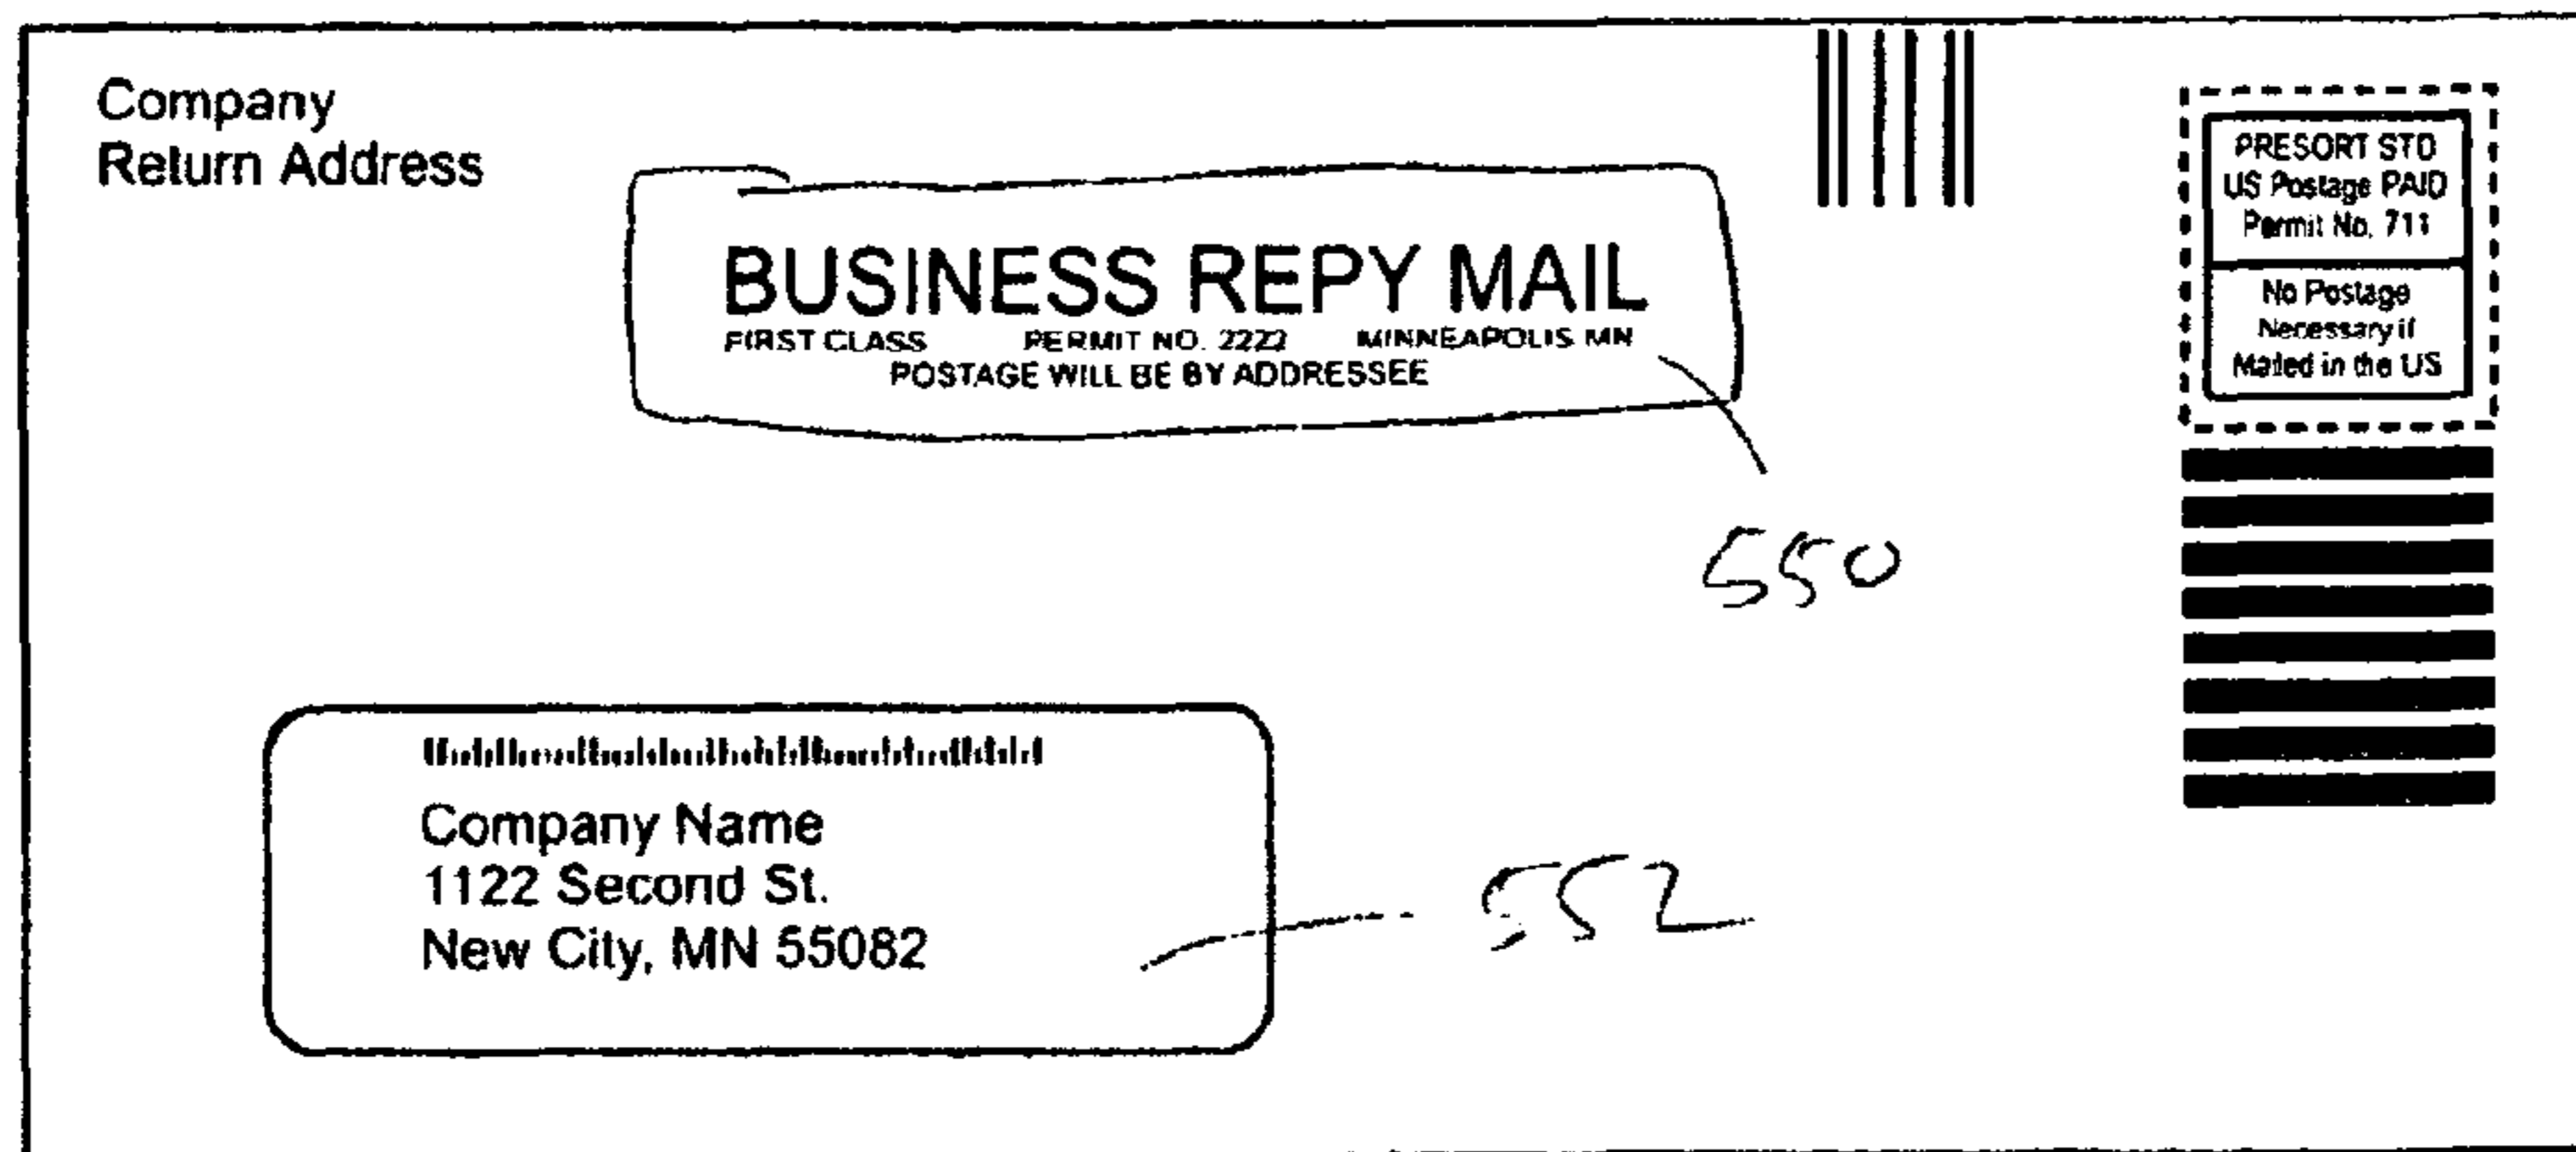 Company
Return Address
BUSINESS REPY MAIL
FIRST CLASS PERMIT NO. 2222 MINNEAPOLIS MN
POSTAGE WILL BE BY ADDRESSEE
PRESORT STD
US Postage PAID
Permit No. 711
No Postage
Necessary if
Mailed in the US
550
Company Name
1122 Second St.
New City, MN 55082
552